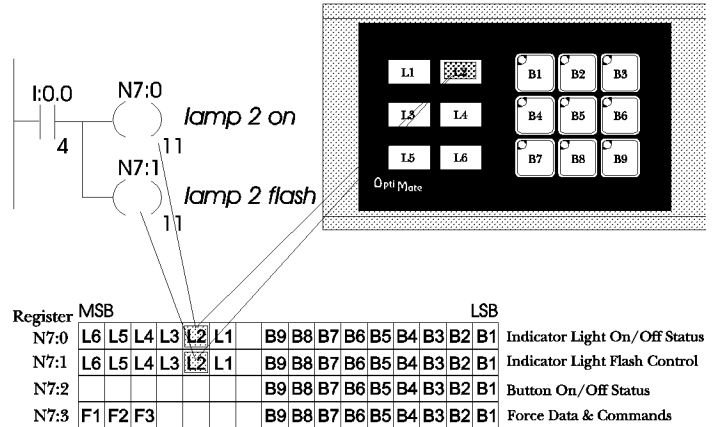 I:0.0
4
N7:0
lamp 2 on
11
N7:1
lamp 2 flash
11
L1 L2
L3 L4
L5 L6
B1 B2 B3
B4 B5 B6
B7 B8 B9
Opti Mate
Register MSB LSB
N7:0 L6 L5 L4 L3 L2 L1 B9 B8 B7 B6 B5 B4 B3 B2 B1 Indicator Light On/Off Status
N7:1 L6 L5 L4 L3 L2 L1 B9 B8 B7 B6 B5 B4 B3 B2 B1 Indicator Light Flash Control
N7:2 B9 B8 B7 B6 B5 B4 B3 B2 B1 Button On/Off Status
N7:3 F1 F2 F3 B9 B8 B7 B6 B5 B4 B3 B2 B1 Force Data & Commands